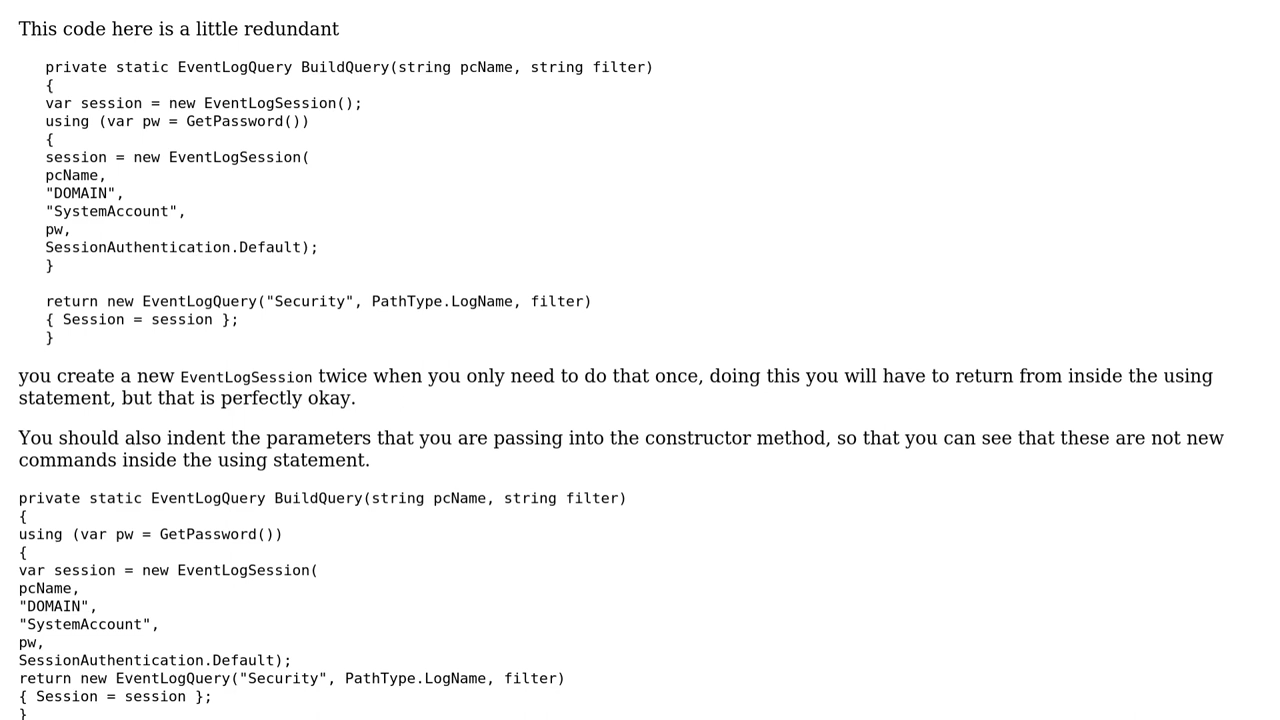 This code here is a little redundant
private static EventLogQuery BuildQuery(string pcName, string filter)
{
var session = new EventLogSession();
using (var pw = GetPassword())
{
session = new EventLogSession(
pcName,
"DOMAIN",
"SystemAccount",
pw,
SessionAuthentication.Default);
}
return new EventLogQuery("Security", PathType.LogName, filter)
{ Session = session };
}
you create a new EventLogSession twice when you only need to do that once, doing this you will have to return from inside the using
statement, but that is perfectly okay.
You should also indent the parameters that you are passing into the constructor method, so that you can see that these are not new
commands inside the using statement.
private static EventLogQuery BuildQuery(string pcName, string filter)
{
using (var pw = GetPassword())
{
var session = new EventLogSession(
pcName,
"DOMAIN",
"SystemAccount",
pw,
SessionAuthentication.Default);
return new EventLogQuery("Security", PathType.LogName, filter)
{ Session = session };
}